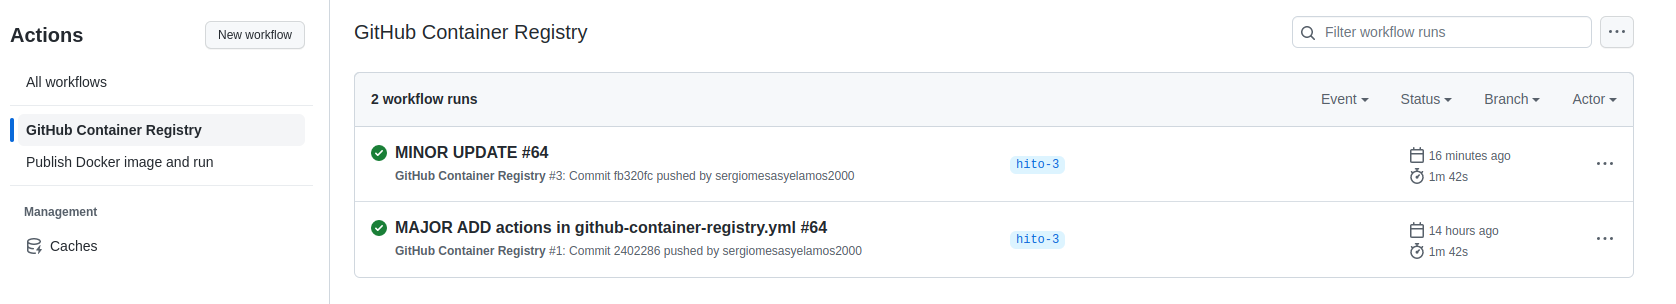 Actions
New workflow
All workflows
GitHub Container Registry
Publish Docker image and run
Management
Caches
GitHub Container Registry
Filter workflow runs
2 workflow runs
Event
Status
Branch
Actor
MINOR UPDATE #64
GitHub Container Registry #3: Commit fb320fc pushed by sergiomesasyelamos2000
hito-3
16 minutes ago
1m 42s
MAJOR ADD actions in github-container-registry.yml #64
GitHub Container Registry #1: Commit 2402286 pushed by sergiomesasyelamos2000
hito-3
14 hours ago
1m 42s